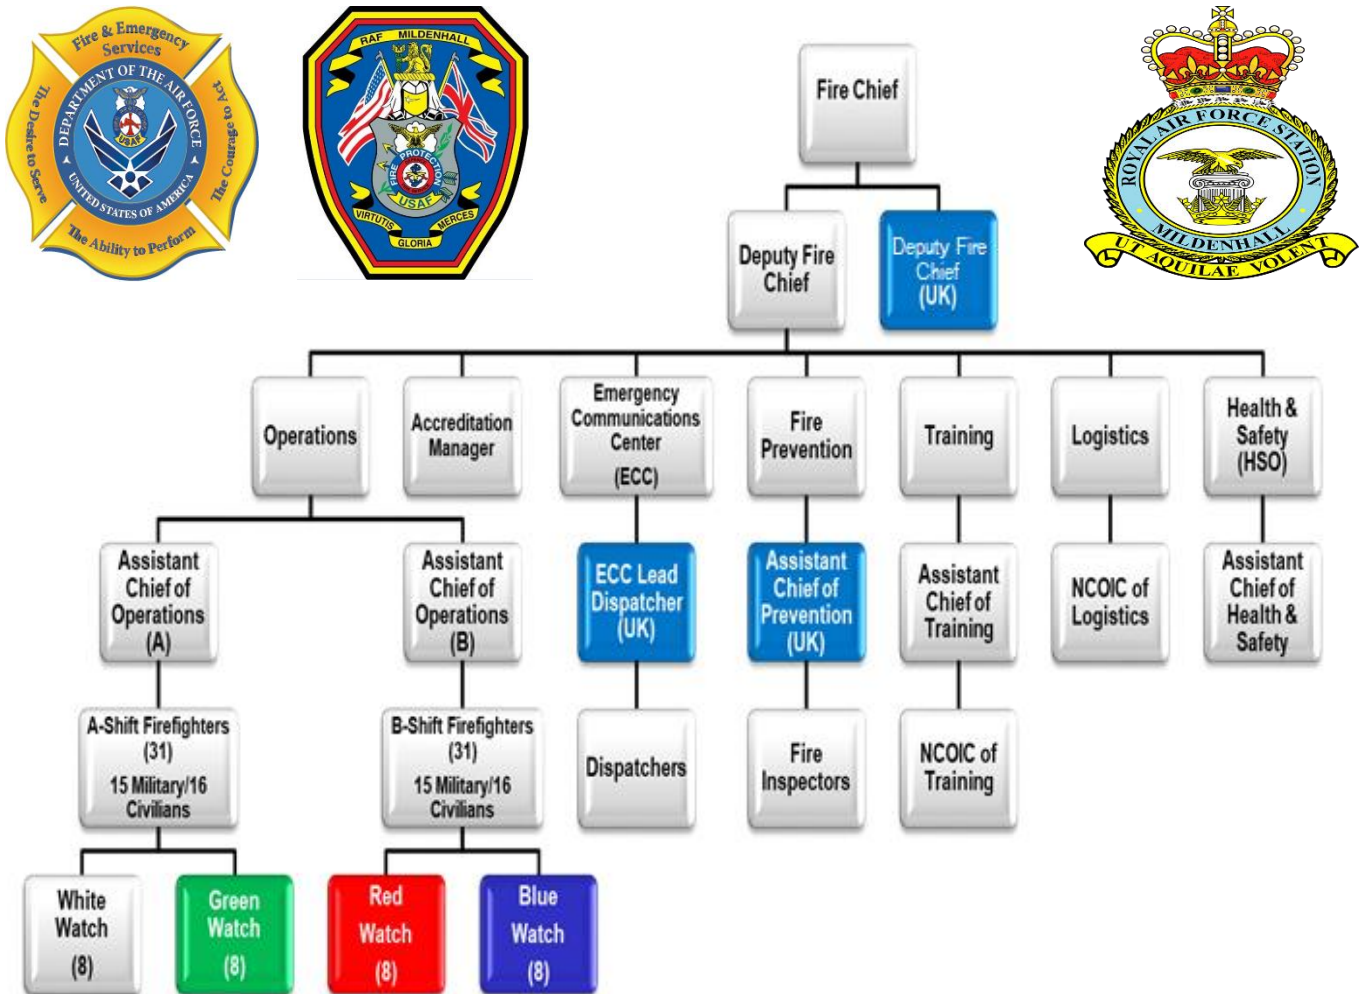 Fire & Emergency
Services
The Desire to Serve
The Courage to Act
The Ability to Perform
DEPARTMENT OF THE AIR FORCE
UNITED STATES OF AMERICA
USAF
RAF MILDENHALL
FIRE PROTECTION
USAF
VIRTUTIS
GLORIA
MERCES
ROYAL AIR FORCE STATION
MILDENHALL
UT AQUILAE VOLENT
Fire Chief
Deputy Fire
Chief
Deputy Fire
Chief
(UK)
Operations
Accreditation
Manager
Emergency
Communications
Center
(ECC)
Fire
Prevention
Training
Logistics
Health &
Safety
(HSO)
Assistant
Chief of
Operations
(A)
Assistant
Chief of
Operations
(B)
ECC Lead
Dispatcher
(UK)
Assistant
Chief of
Prevention
(UK)
Assistant
Chief of
Training
NCOIC of
Logistics
Assistant
Chief of
Health &
Safety
A-Shift Firefighters
(31)
15 Military/16
Civilians
B-Shift Firefighters
(31)
15 Military/16
Civilians
Dispatchers
Fire
Inspectors
NCOIC of
Training
White
Watch
(8)
Green
Watch
(8)
Red
Watch
(8)
Blue
Watch
(8)